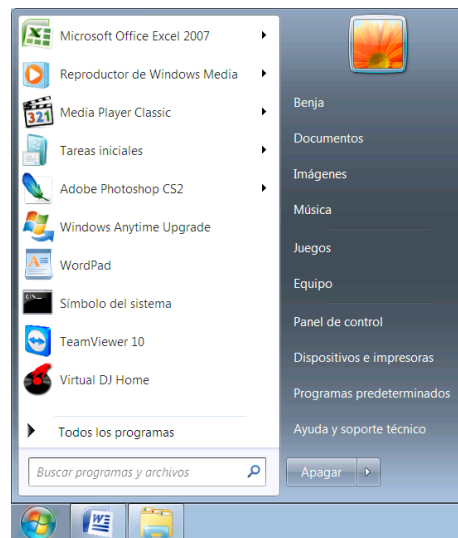 Microsoft Office Excel 2007
Reproductor de Windows Media
Media Player Classic
Tareas iniciales
Adobe Photoshop CS2
Windows Anytime Upgrade
WordPad
Símbolo del sistema
TeamViewer 10
Virtual DJ Home
Todos los programas
Buscar programas y archivos
Benja
Documentos
Imágenes
Música
Juegos
Equipo
Panel de control
Dispositivos e impresoras
Programas predeterminados
Ayuda y soporte técnico
Apagar